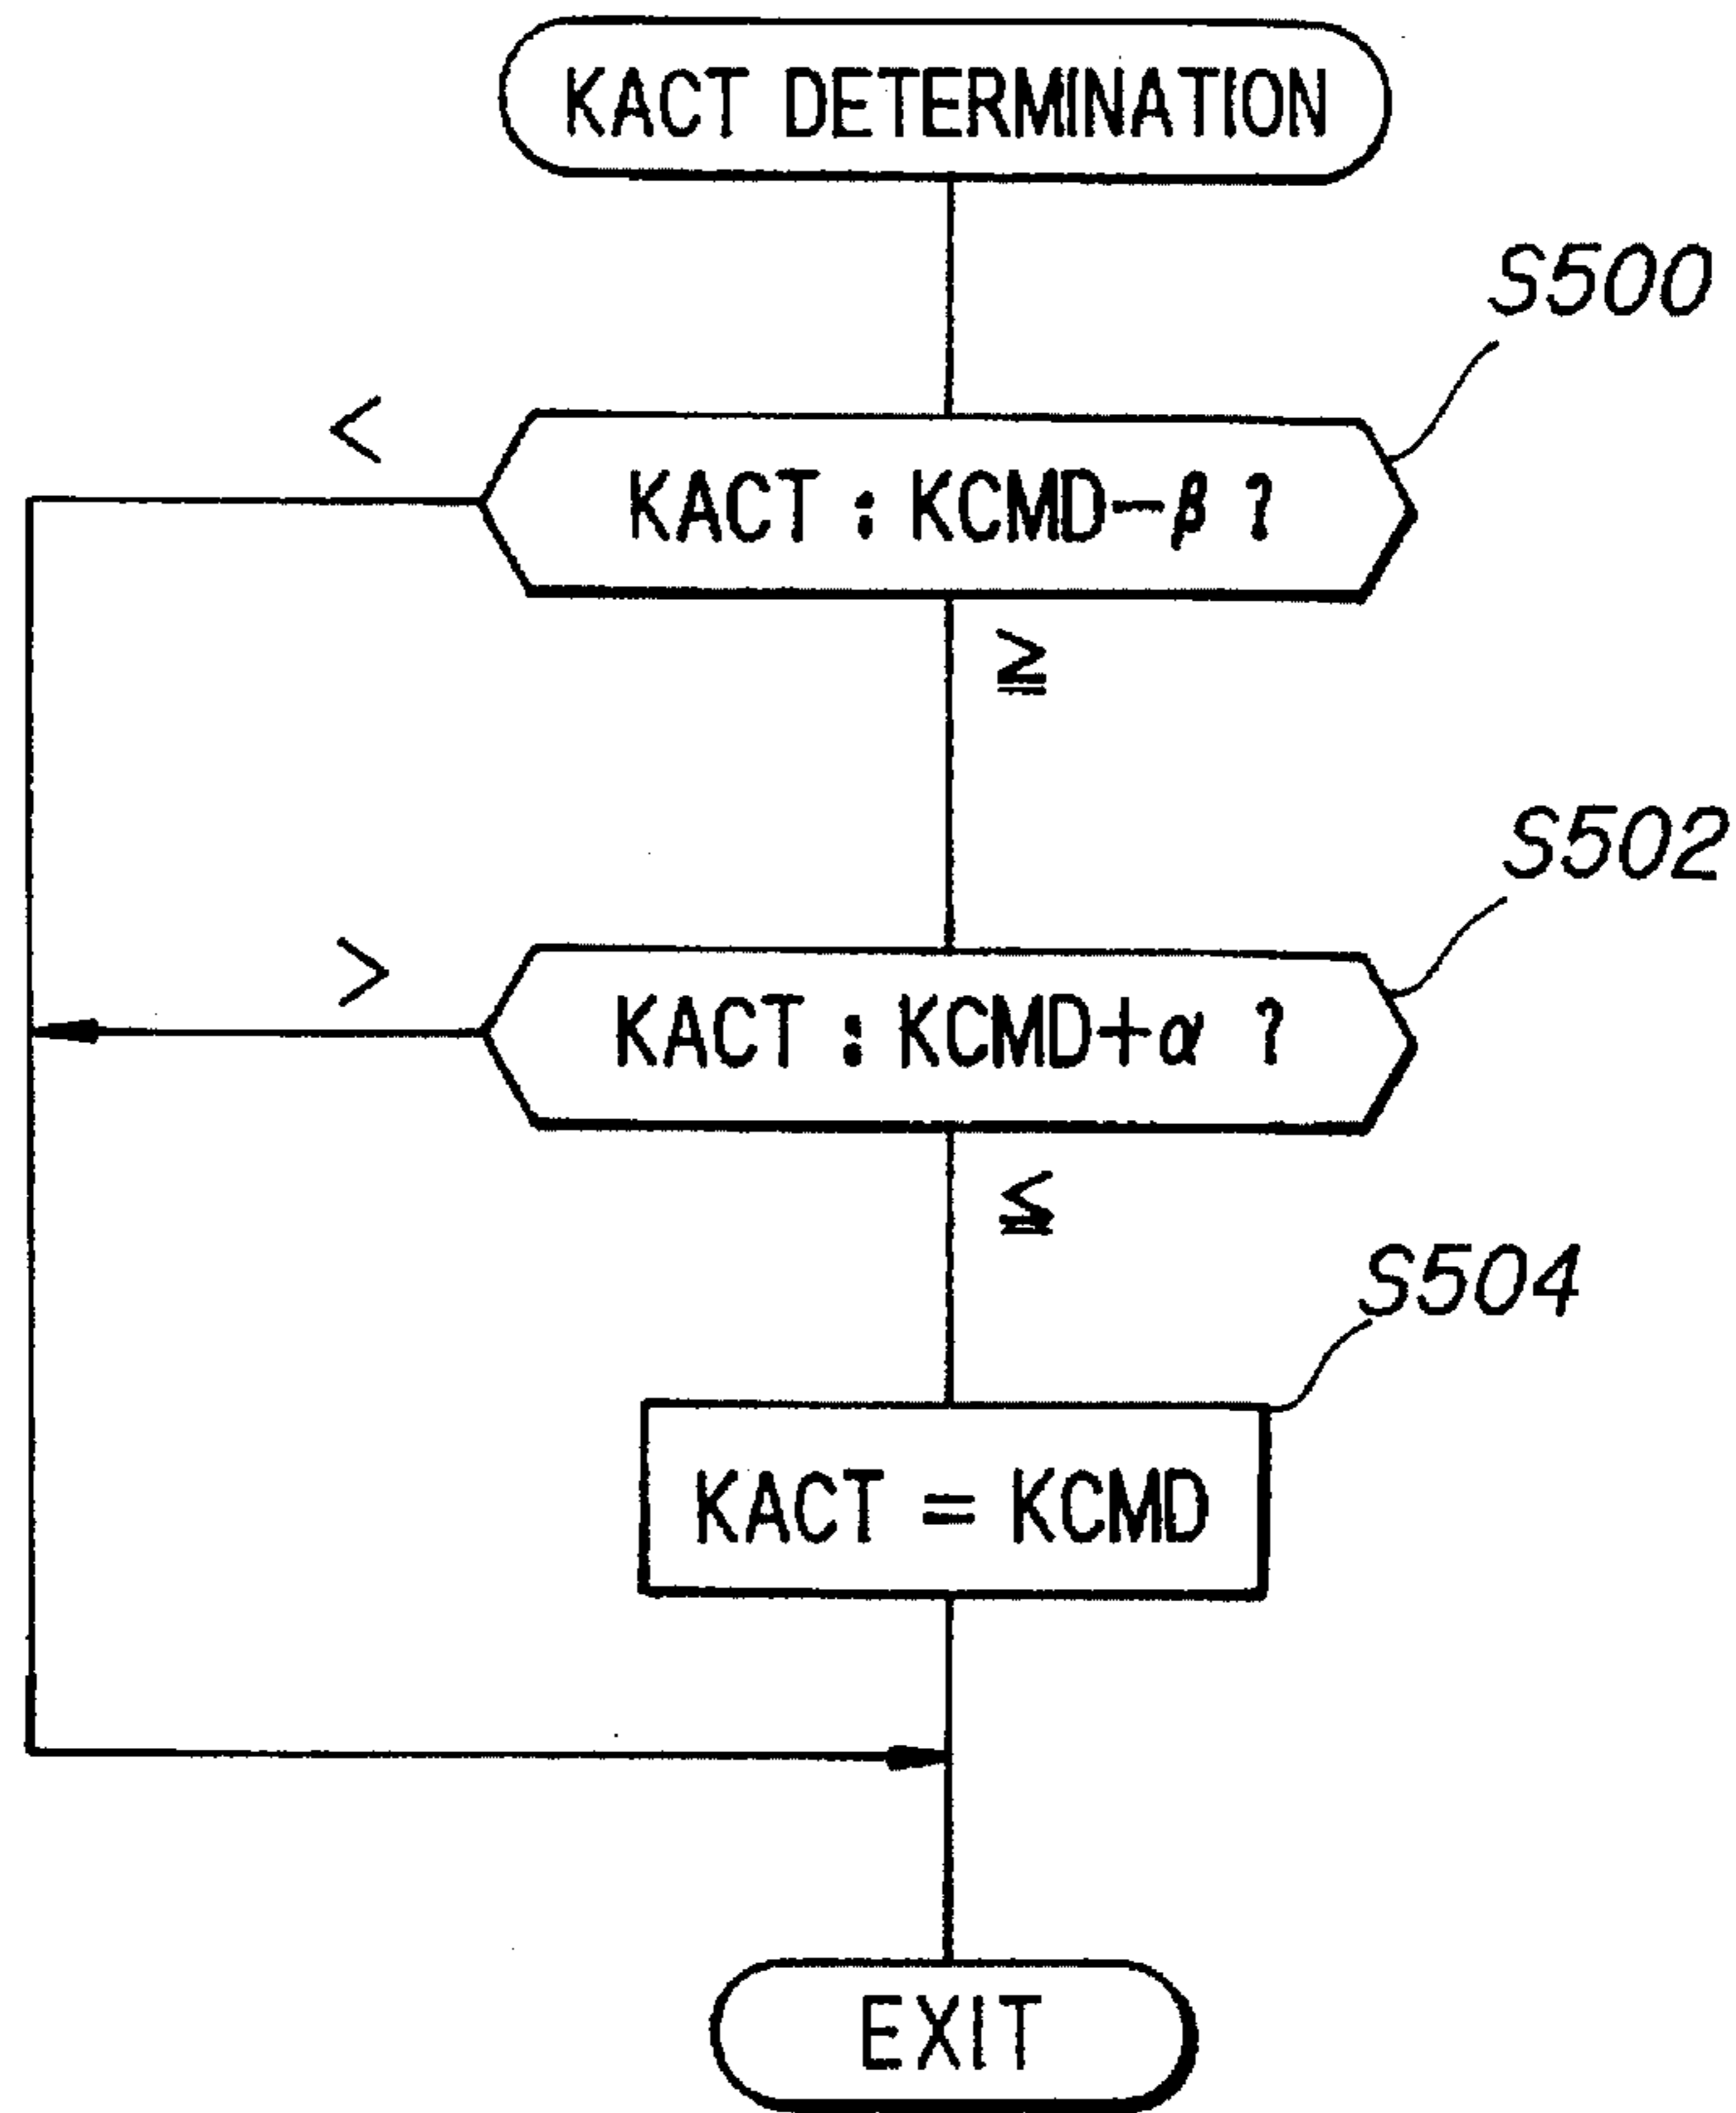 KACT DETERMINATION
S500
<
KACT : KCMD-β ?
≧
S502
>
KACT : KCMD+α ?
≦
S504
KACT = KCMD
EXIT